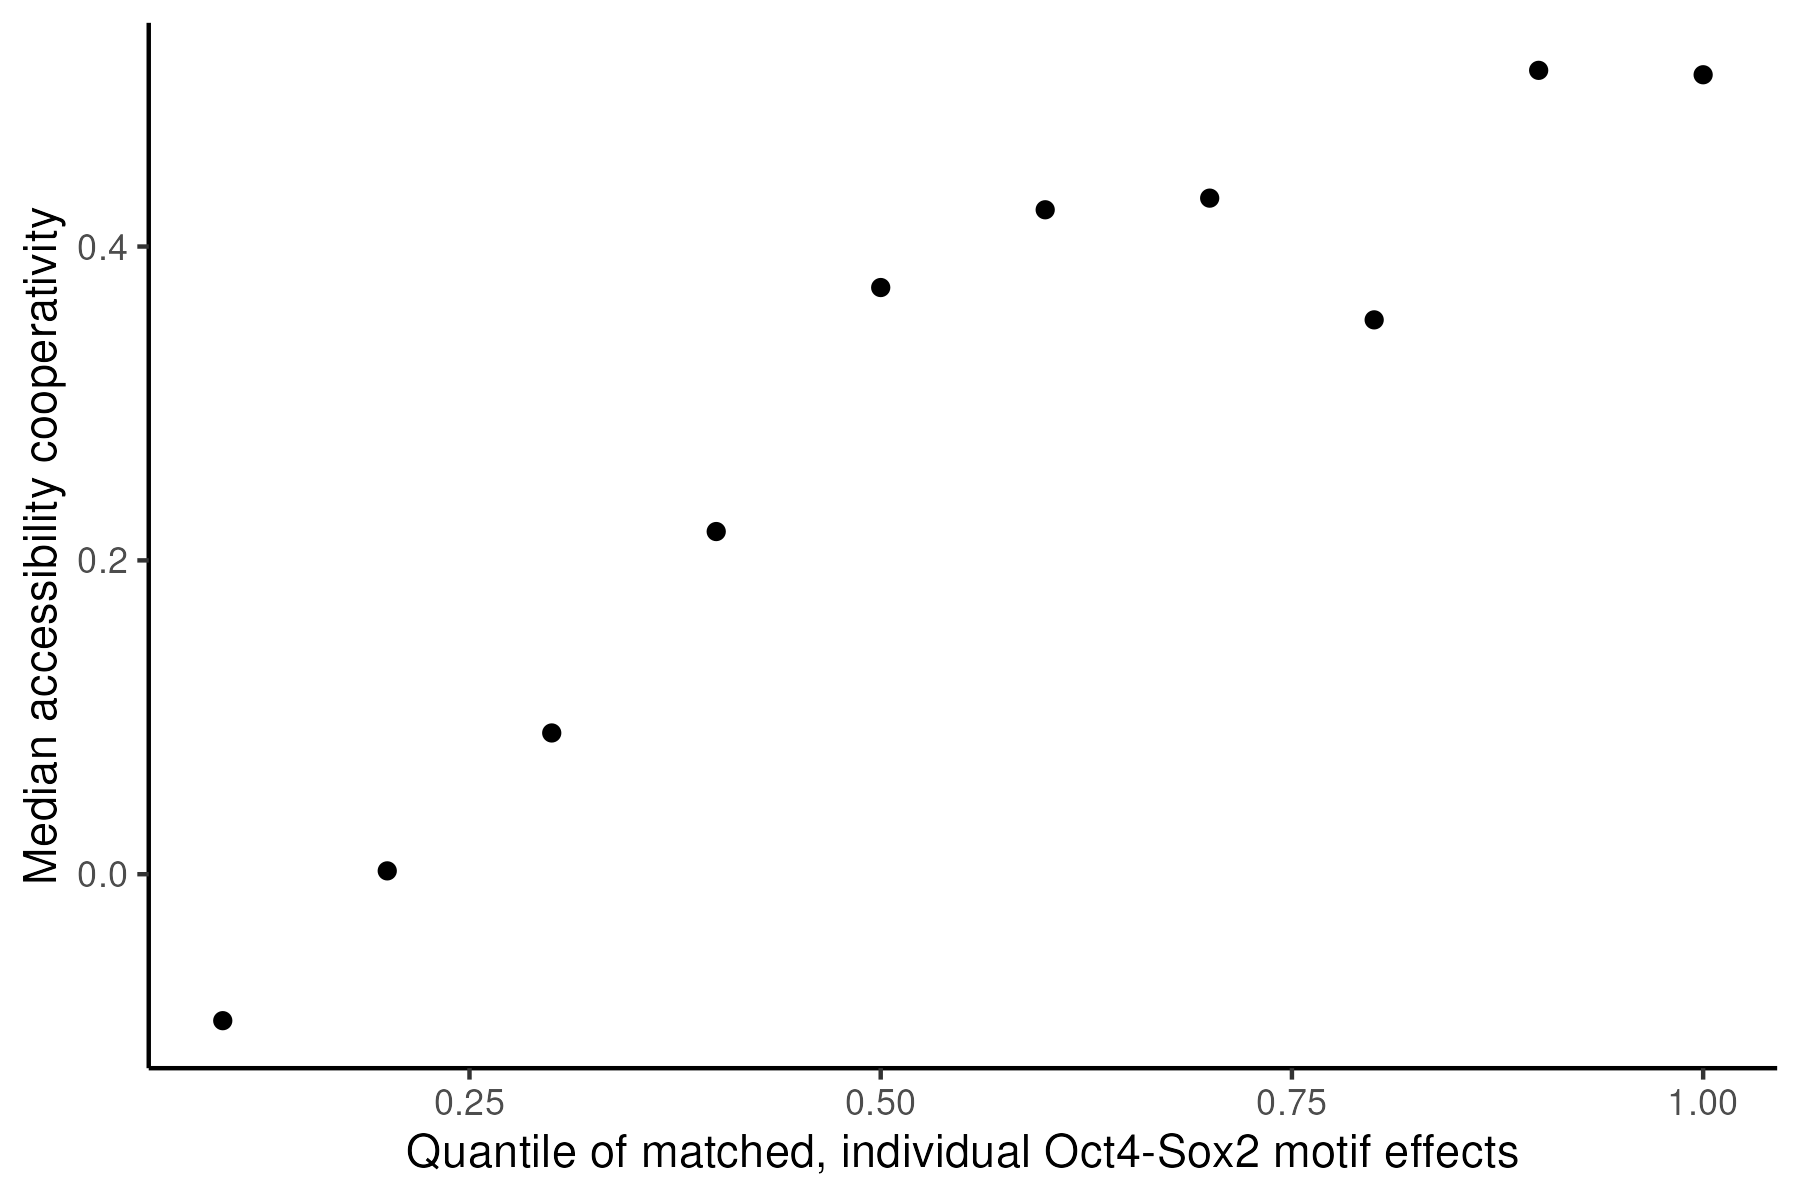 Median accessibility cooperativity
0.4
0.2
0.0
0.25 0.50 0.75 1.00
Quantile of matched, individual Oct4-Sox2 motif effects